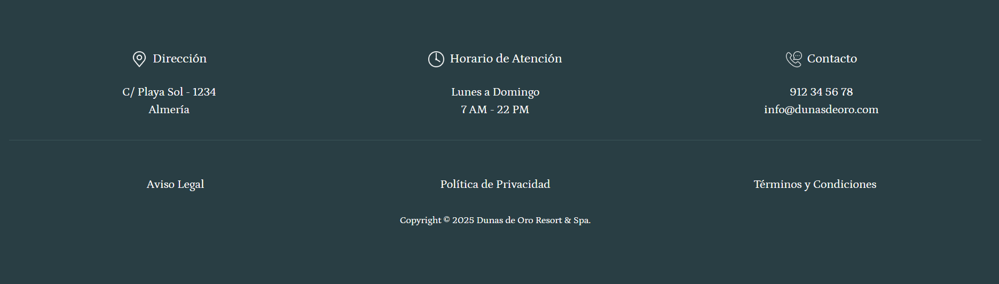 Dirección
C/ Playa Sol - 1234
Almería
Horario de Atención
Lunes a Domingo
7 AM - 22 PM
Contacto
912 34 56 78
info@dunasdeoro.com
Aviso Legal
Política de Privacidad
Términos y Condiciones
Copyright © 2025 Dunas de Oro Resort & Spa.